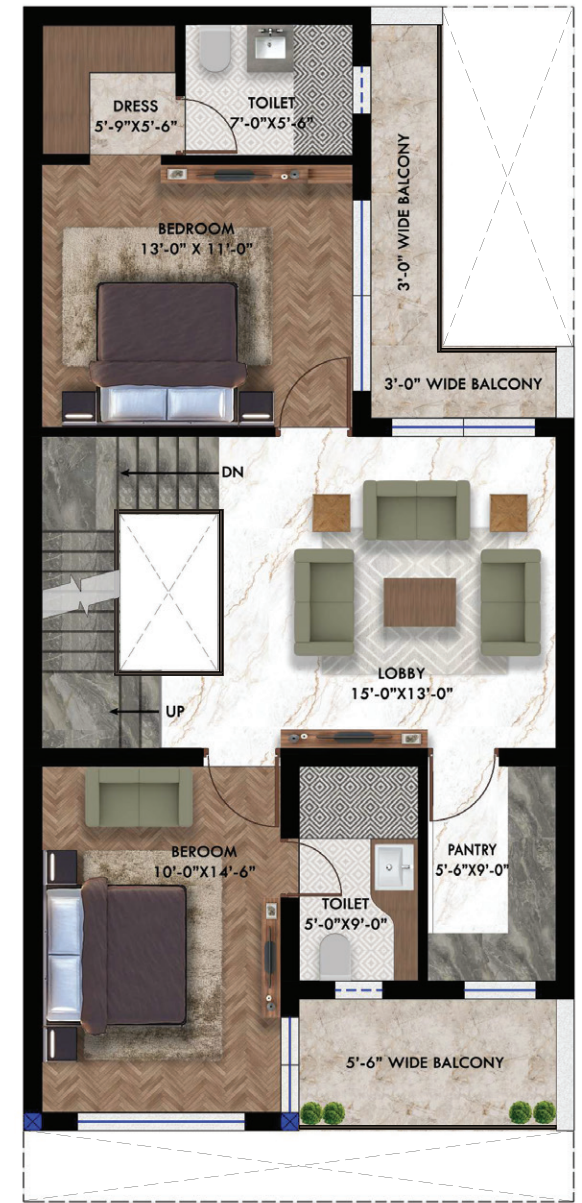 DRESS
5'-9"X5'-6"
TOILET
7'-0"X5'-6"
3'-0" WIDE BALCONY
BEDROOM
13'-0" X 11'-0"
3'-0" WIDE BALCONY
DN
LOBBY
15'-0"X13'-0"
UP
BEROOM
10'-0"X14'-6"
PANTRY
5'-6"X9'-0"
TOILET
5'-0"X9'-0"
5'-6" WIDE BALCONY